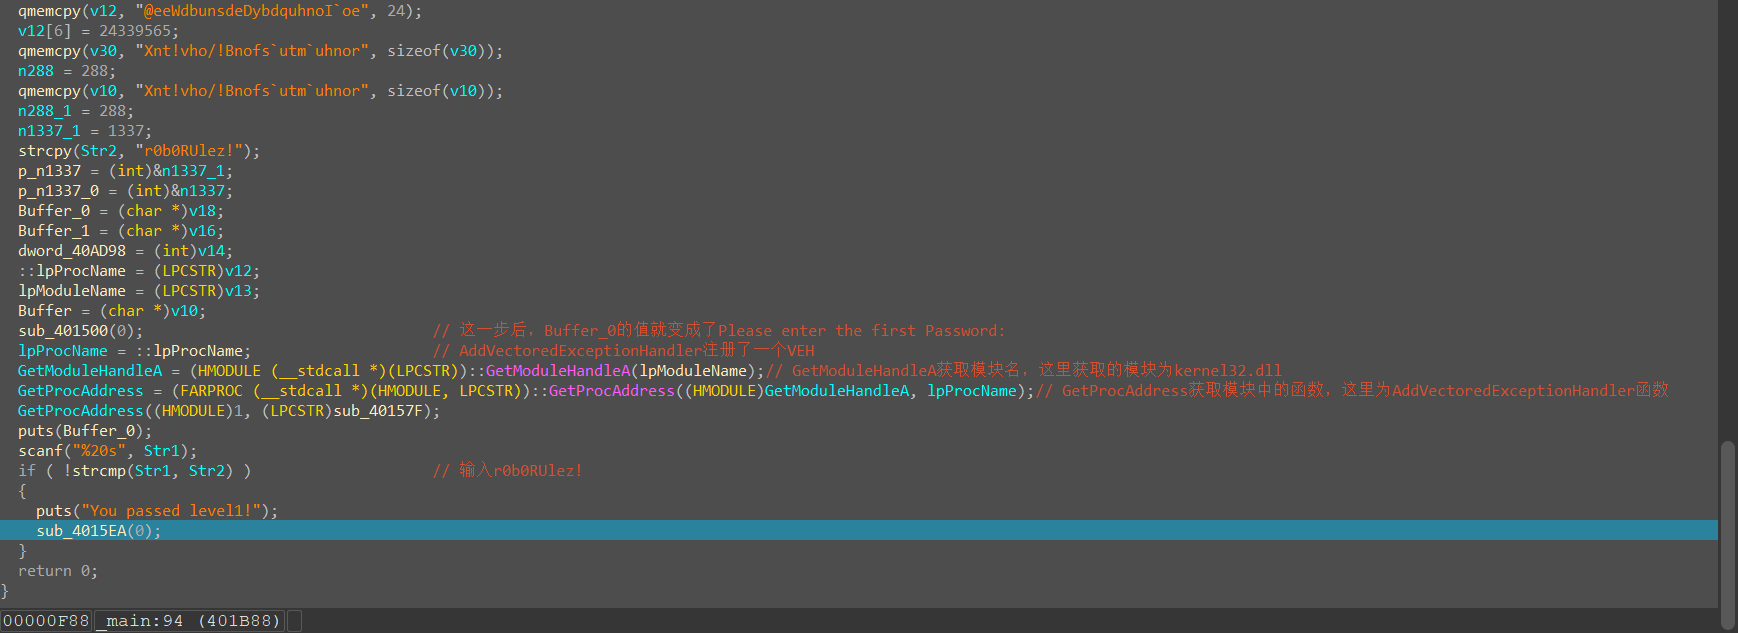 qmemcpy(v12, "@eeWdbunsdeDybdquhnoI`oe", 24);
v12[6] = 24339565;
qmemcpy(v30, "Xnt!vho/!Bnofs`utm`uhnor", sizeof(v30));
n288 = 288;
qmemcpy(v10, "Xnt!vho/!Bnofs`utm`uhnor", sizeof(v10));
n288_1 = 288;
n1337_1 = 1337;
strcpy(Str2, "r0b0RUlez!");
p_n1337 = (int)&n1337_1;
p_n1337_0 = (int)&n1337;
Buffer_0 = (char *)v18;
Buffer_1 = (char *)v16;
dword_40AD98 = (int)v14;
::lpProcName = (LPCSTR)v12;
lpModuleName = (LPCSTR)v13;
Buffer = (char *)v10;
sub_401500(0); // 这一步后，Buffer_0的值就变成了Please enter the first Password:
lpProcName = ::lpProcName; // AddVectoredExceptionHandler注册了一个VEH
GetModuleHandleA = (HMODULE (__stdcall *)(LPCSTR))::GetModuleHandleA(lpModuleName);// GetModuleHandleA获取模块名，这里获取的模块为kernel32.dll
GetProcAddress = (FARPROC (__stdcall *)(HMODULE, LPCSTR))::GetProcAddress((HMODULE)GetModuleHandleA, lpProcName);// GetProcAddress获取模块中的函数，这里为AddVectoredExceptionHandler函数
GetProcAddress((HMODULE)1, (LPCSTR)sub_40157F);
puts(Buffer_0);
scanf("%20s", Str1);
if ( !strcmp(Str1, Str2) ) // 输入r0b0RUlez!
{
puts("You passed level1!");
sub_4015EA(0);
}
return 0;
}
00000F88 _main:94 (401B88)